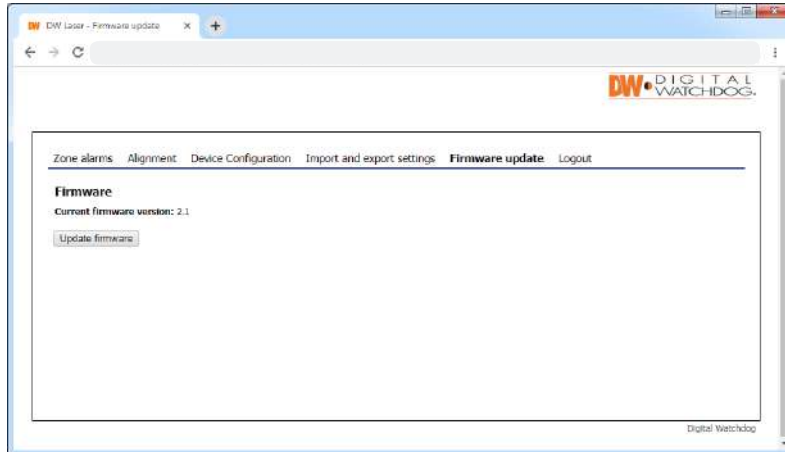 DW DW Laser - Firmware update
DW DIGITAL
WATCHDOG.
Zone alarms Alignment Device Configuration Import and export settings Firmware update Logout
Firmware
Current firmware version: 2.1
Update firmware
Digital Watchdog